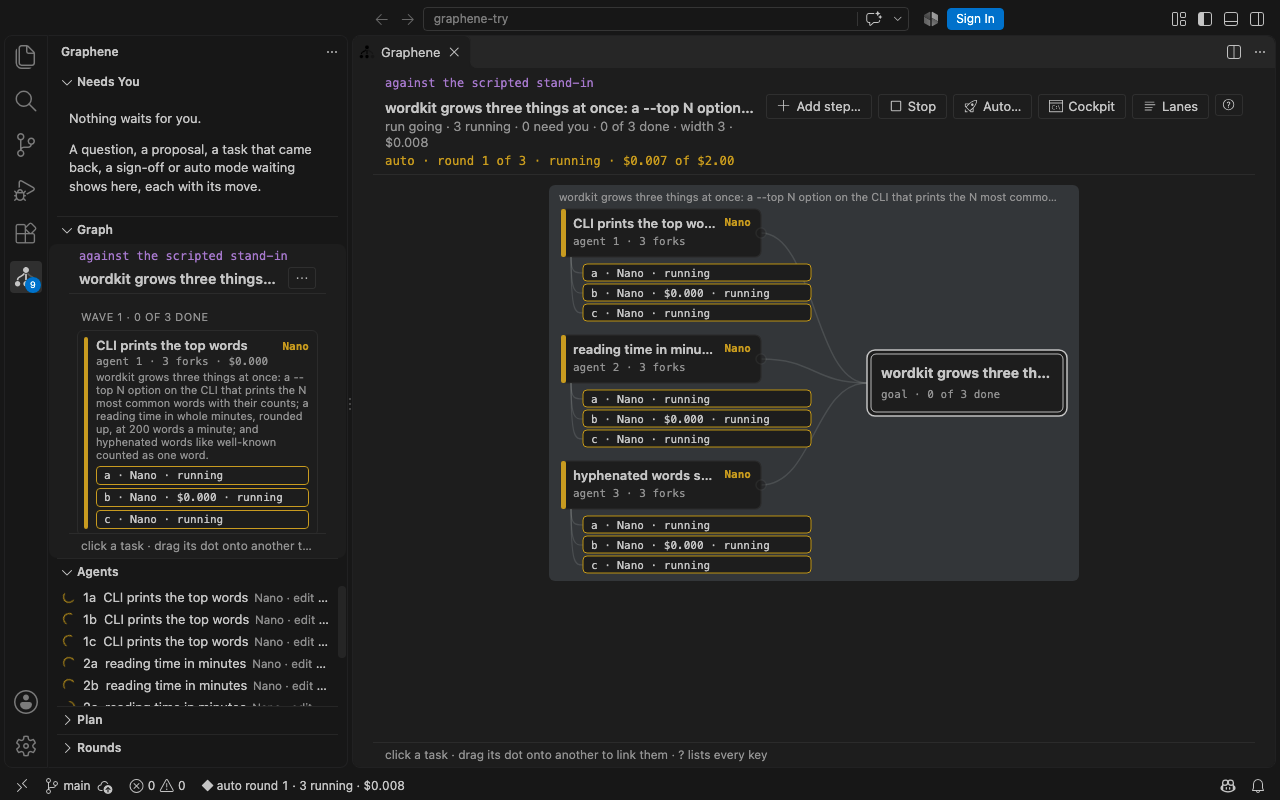 graphene-try
Sign In
Graphene
Needs You
Nothing waits for you.
A question, a proposal, a task that came
back, a sign-off or auto mode waiting
shows here, each with its move.
Graph
against the scripted stand-in
wordkit grows three things...
WAVE 1 · 0 OF 3 DONE
CLI prints the top words Nano
agent 1 · 3 forks · $0.000
wordkit grows three things at once: a --
top N option on the CLI that prints the N
most common words with their counts; a
reading time in whole minutes, rounded
up, at 200 words a minute; and
hyphenated words like well-known
counted as one word.
a · Nano · running
b · Nano · $0.000 · running
c · Nano · running
click a task · drag its dot onto another t...
Agents
1a CLI prints the top words Nano · edit ...
1b CLI prints the top words Nano · edit ...
1c CLI prints the top words Nano · edit ...
2a reading time in minutes Nano · edit ...
2b reading time in minutes Nano · edit ...
Plan
Rounds
9
Graphene
against the scripted stand-in
wordkit grows three things at once: a --top N option...
Add step...
Stop
Auto...
Cockpit
Lanes
run going · 3 running · 0 need you · 0 of 3 done · width 3 ·
$0.008
auto · round 1 of 3 · running · $0.007 of $2.00
wordkit grows three things at once: a --top N option on the CLI that prints the N most commo...
CLI prints the top wo... Nano
agent 1 · 3 forks
a · Nano · running
b · Nano · $0.000 · running
c · Nano · running
reading time in minu... Nano
agent 2 · 3 forks
a · Nano · running
b · Nano · $0.000 · running
c · Nano · running
hyphenated words s... Nano
agent 3 · 3 forks
a · Nano · running
b · Nano · $0.000 · running
c · Nano · running
wordkit grows three th...
goal · 0 of 3 done
click a task · drag its dot onto another to link them · ? lists every key
main
0 0
auto round 1 · 3 running · $0.008